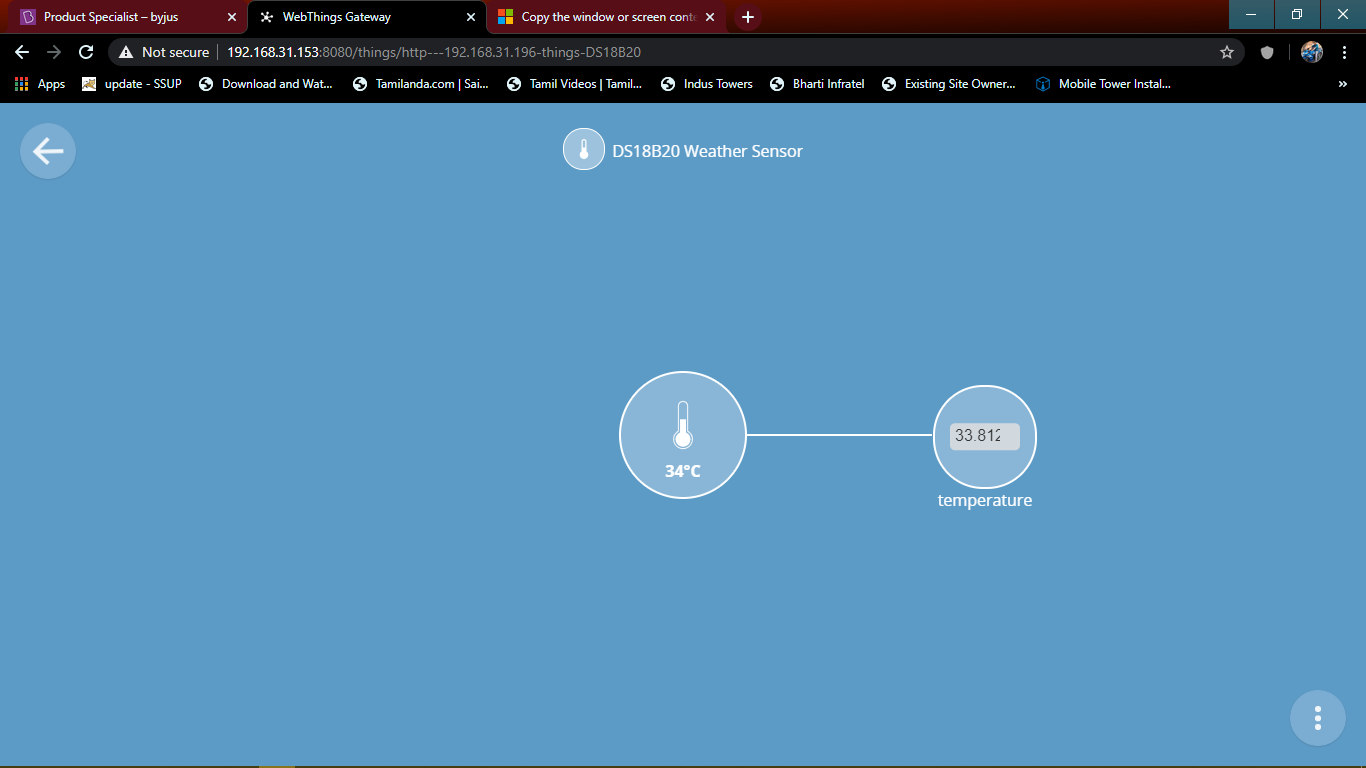 Product Specialist – byjus
WebThings Gateway
Copy the window or screen conte
Not secure
192.168.31.153:8080/things/http---192.168.31.196-things-DS18B20
Apps
update - SSUP
Download and Wat...
Tamilanda.com | Sai...
Tamil Videos | Tamil...
Indus Towers
Bharti Infratel
Existing Site Owner...
Mobile Tower Instal...
DS18B20 Weather Sensor
34°C
33.812
temperature